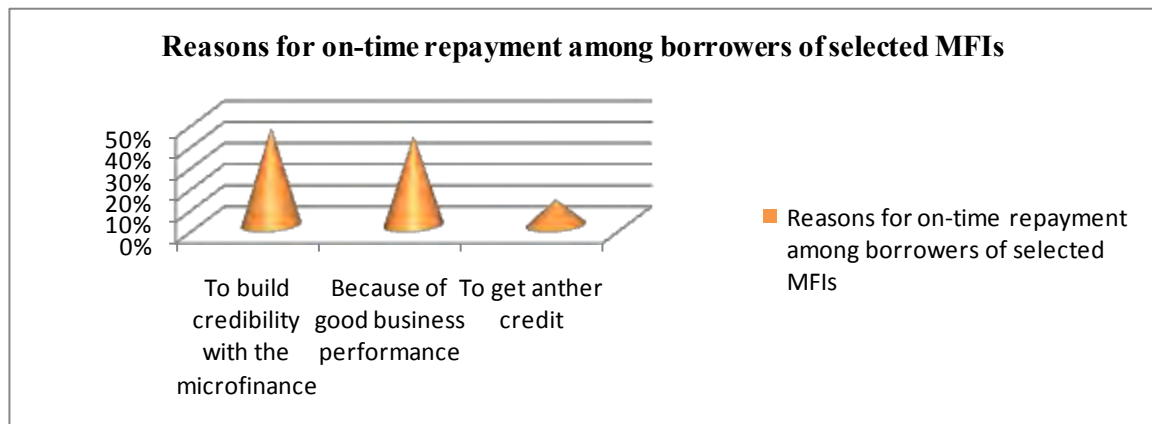 Reasons for on-time repayment among borrowers of selected MFIs
50%
40%
30%
20%
10%
0%
To build
credibility
with the
microfinance
Because of
good business
performance
To get anther
credit
Reasons for on-time repayment
among borrowers of selected
MFIs